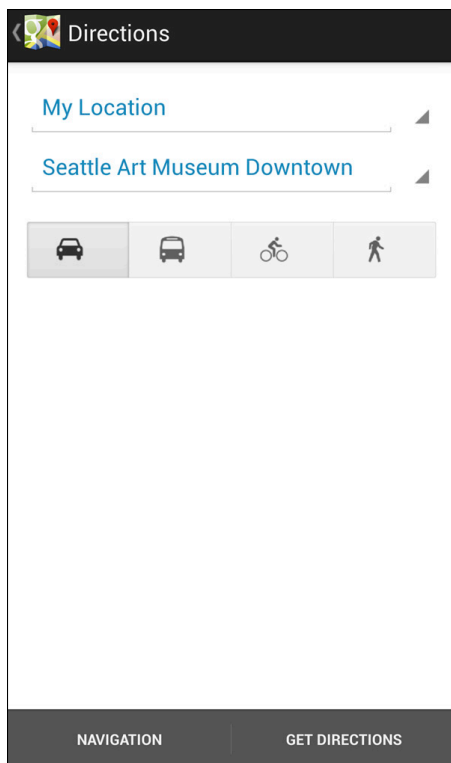 Directions
My Location
Seattle Art Museum Downtown
NAVIGATION
GET DIRECTIONS